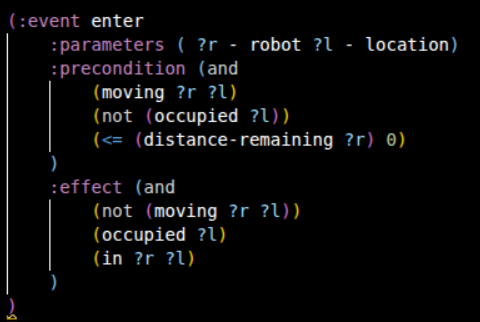 (:event enter
    :parameters ( ?r - robot ?l - location)
    :precondition (and
        (moving ?r ?l)
        (not (occupied ?l))
        (<= (distance-remaining ?r) 0)
    )
    :effect (and
        (not (moving ?r ?l))
        (occupied ?l)
        (in ?r ?l)
    )
)